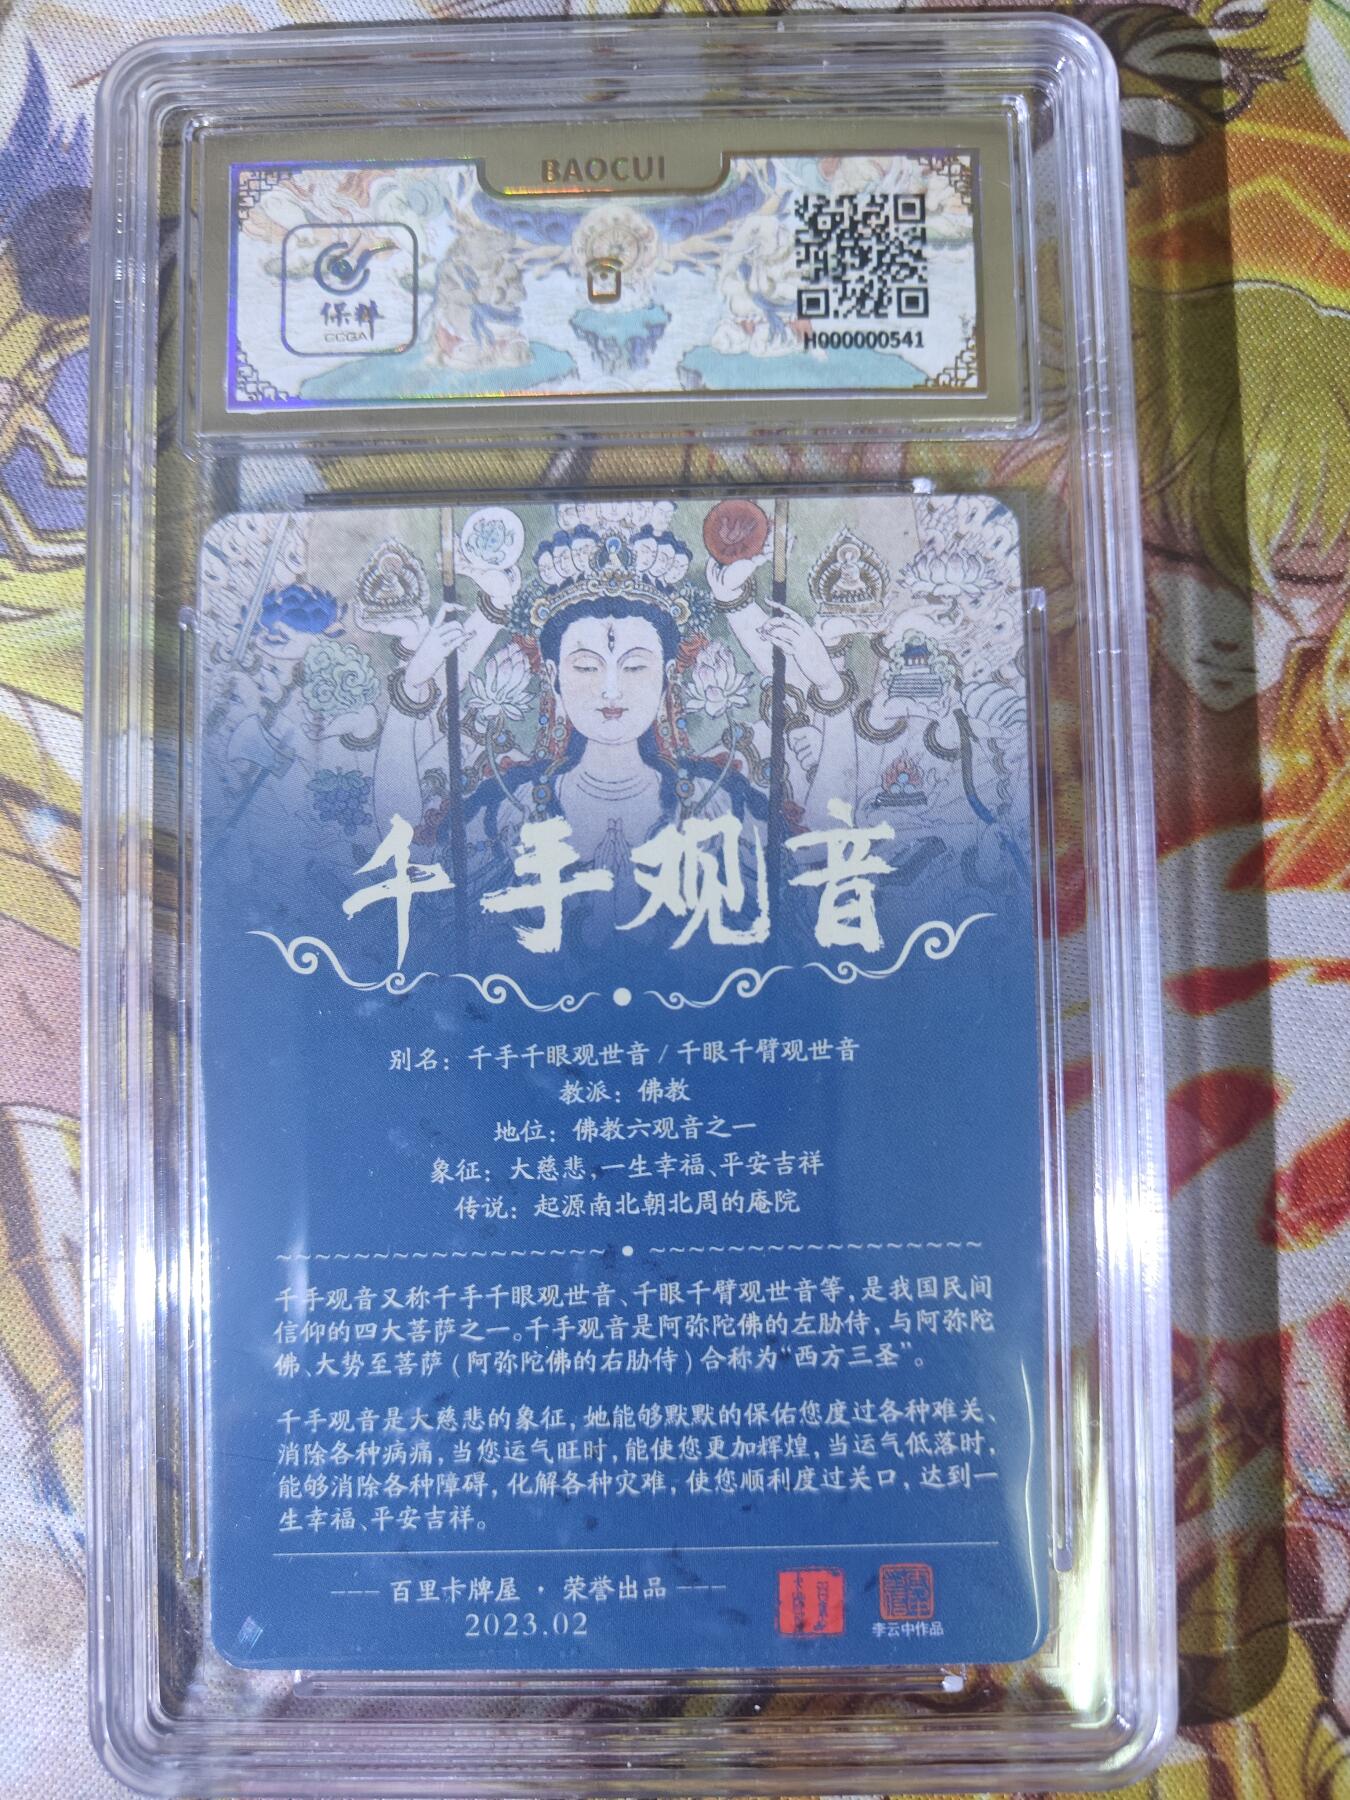 BAOCUI
保粹
CCGA
H000000541
千手观音
别名：千手千眼观世音 / 千眼千臂观世音
教派：佛教
地位：佛教六观音之一
象征：大慈悲,一生幸福、平安吉祥
传说：起源南北朝北周的庵院
~~~~~~~~~~~~~~~~~ • ~~~~~~~~~~~~~~~~~
千手观音又称千手千眼观世音、千眼千臂观世音等,是我国民间
信仰的四大菩萨之一。千手观音是阿弥陀佛的左胁侍,与阿弥陀
佛、大势至菩萨(阿弥陀佛的右胁侍)合称为“西方三圣”。
千手观音是大慈悲的象征,她能够默默的保佑您度过各种难关、
消除各种病痛,当您运气旺时,能使您更加辉煌,当运气低落时,
能够消除各种障碍,化解各种灾难,使您顺利度过关口,达到一
生幸福、平安吉祥。
--- 百里卡牌屋 · 荣誉出品 ---
2023.02
李云中作品